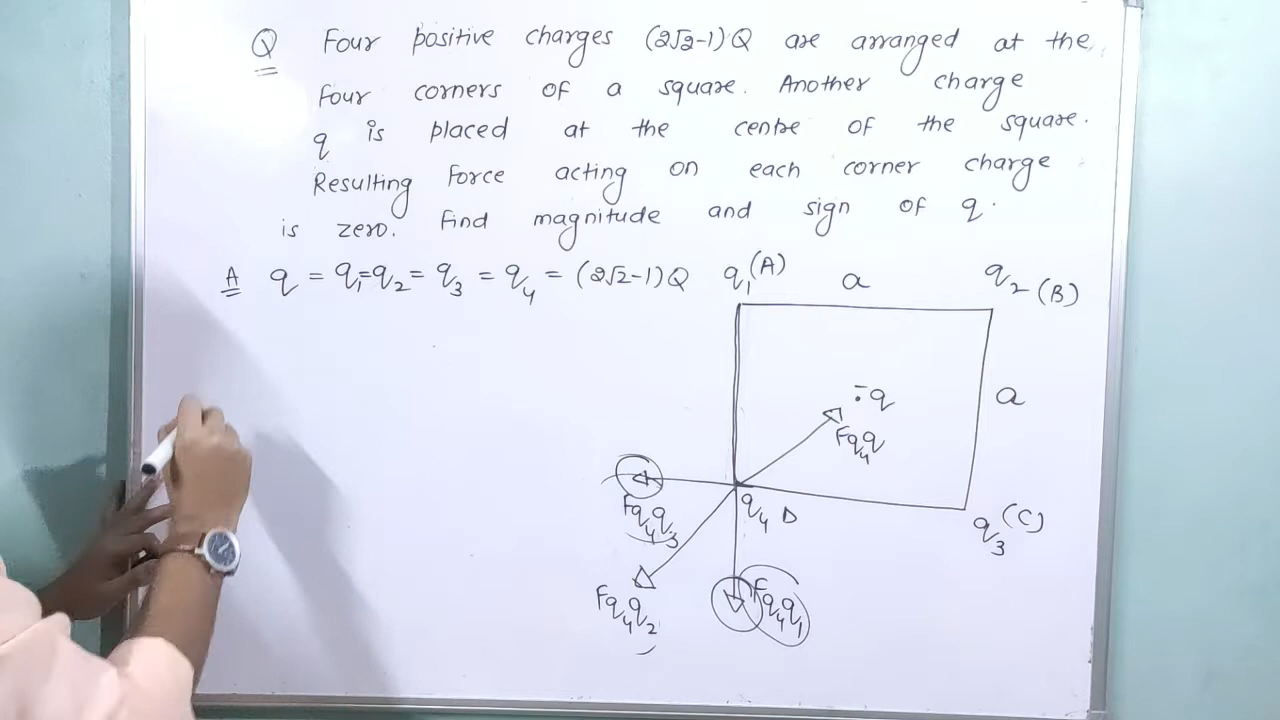 Q Four positive charges (2√2-1)Q are arranged at the
four corners of a square. Another charge
q is placed at the centre of the square.
Resulting force acting on each corner charge
is zero. Find magnitude and sign of q.
A q = q₁=q₂= q₃ = q₄ = (2√2-1)Q
q₁(A) a q₂(B)
-q
a
Fq₄q
Fq₄q₃
q₄ D
q₃(C)
Fq₄q₂
Fq₄q₁